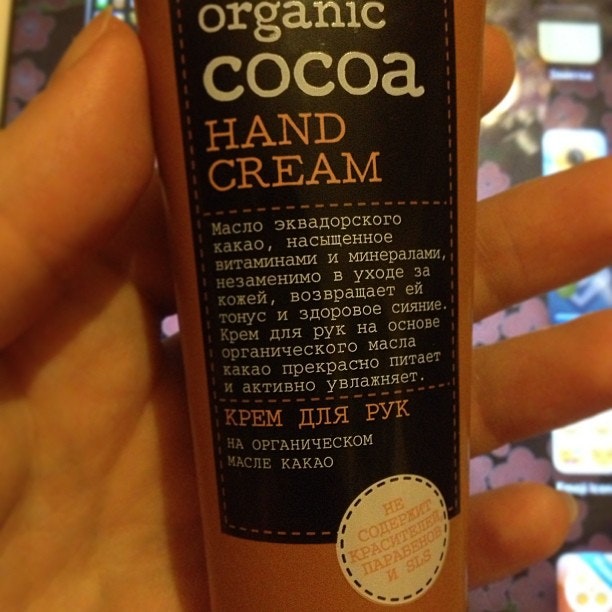 organic
cocoa
HAND
CREAM
Масло эквадорского
какао, насыщенное
витаминами и минералами,
незаменимо в уходе за
кожей, возвращает ей
тонус и здоровое сияние.
Крем для рук на основе
органического масла
какао прекрасно питает
и активно увлажняет.
КРЕМ ДЛЯ РУК
НА ОРГАНИЧЕСКОМ
МАСЛЕ КАКАО
НЕ
СОДЕРЖИТ
КРАСИТЕЛЕЙ,
ПАРАБЕНОВ
И SLS